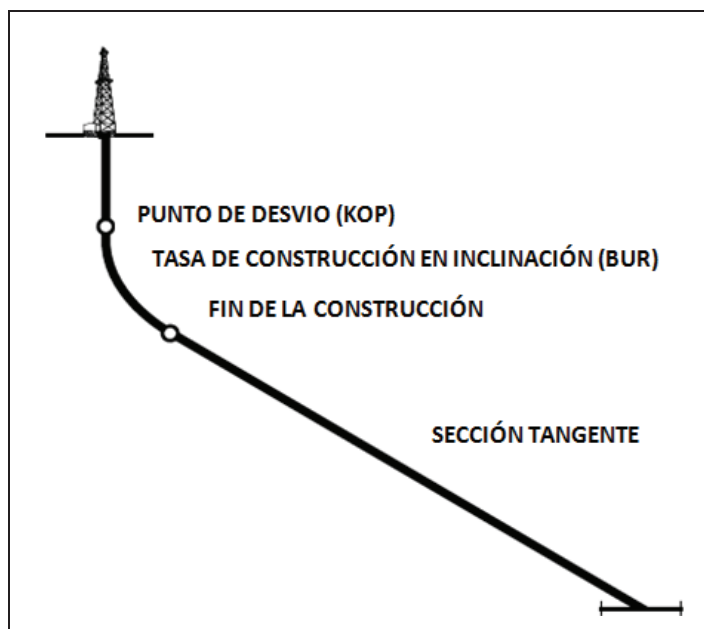 PUNTO DE DESVIO (KOP)
TASA DE CONSTRUCCIÓN EN INCLINACIÓN (BUR)
FIN DE LA CONSTRUCCIÓN
SECCIÓN TANGENTE